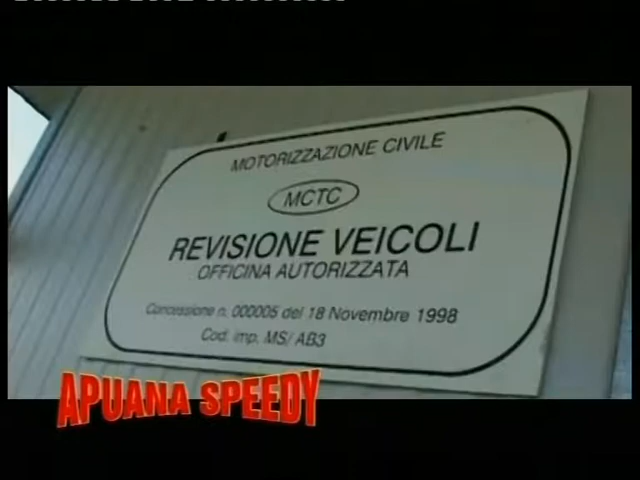 MOTORIZZAZIONE CIVILE
MCTC
REVISIONE VEICOLI
OFFICINA AUTORIZZATA
Concessione n. 000005 del 18 Novembre 1998
Cod. imp. MS/AB3
APUANA SPEEDY